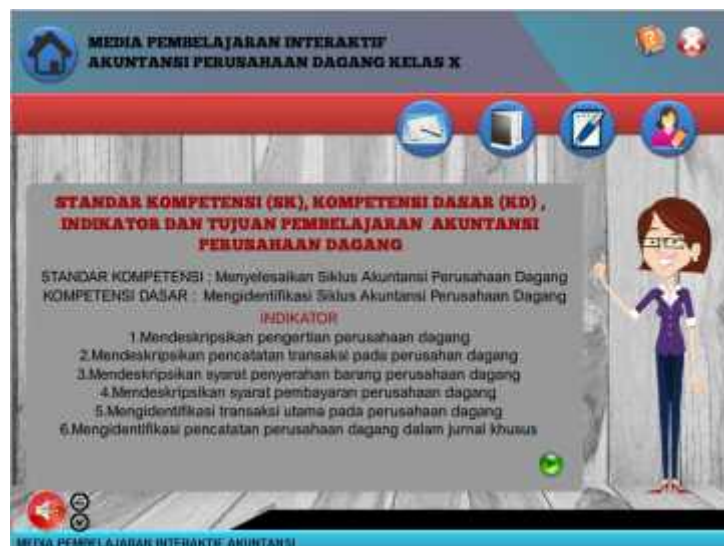 MEDIA PEMBELAJARAN INTERAKTIF
AKUNTANSI PERUSAHAAN DAGANG KELAS X
STANDAR KOMPETENSI (SK), KOMPETENSI DASAR (KD) ,
INDIKATOR DAN TUJUAN PEMBELAJARAN AKUNTANSI
PERUSAHAAN DAGANG
STANDAR KOMPETENSI : Menyelesaikan Siklus Akuntansi Perusahaan Dagang
KOMPETENSI DASAR : Mengidentifikasi Siklus Akuntansi Perusahaan Dagang
INDIKATOR
1.Mendeskripsikan pengertian perusahaan dagang
2.Mendeskripsikan pencatatan transaksi pada perusahan dagang
3.Mendeskripsikan syarat penyerahan barang perusahaan dagang
4.Mendeskripsikan syarat pembayaran perusahaan dagang
5.Mengidentifikasi transaksi utama pada perusahaan dagang
6.Mengidentifikasi pencatatan perusahaan dagang dalam jurnal khusus
MEDIA PEMBELAJARAN INTERAKTIF AKUNTANSI